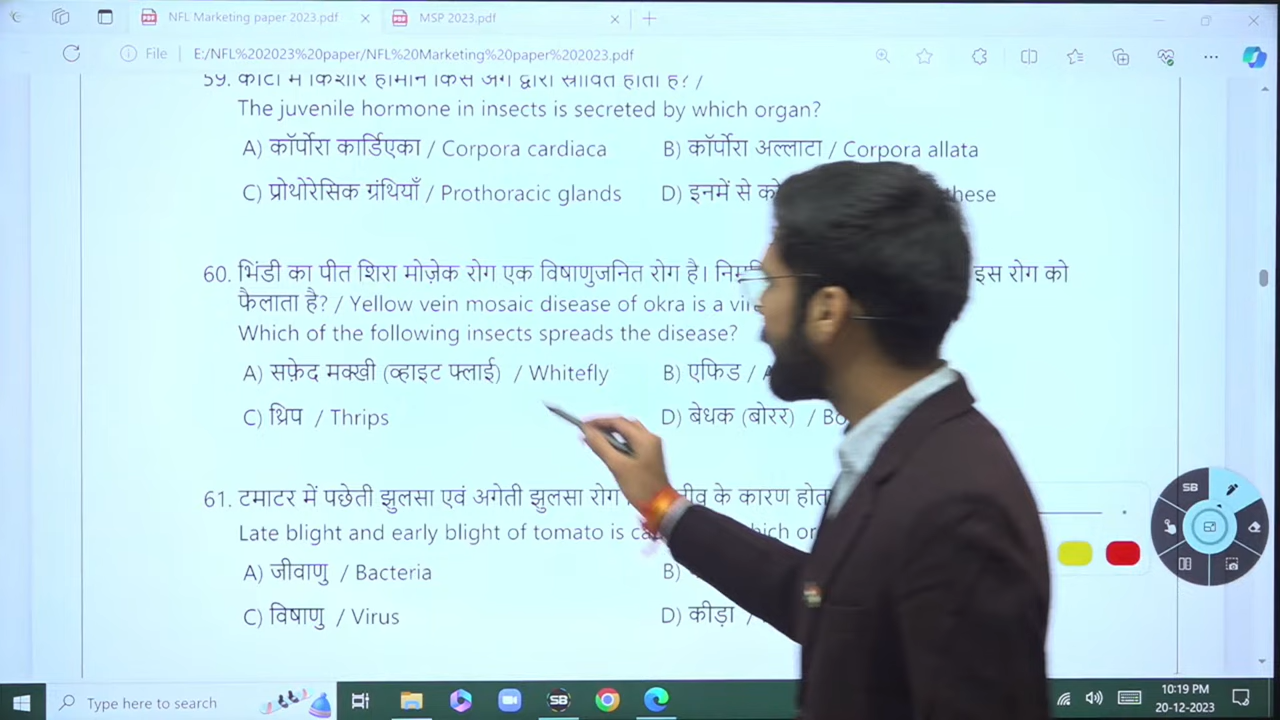 NFL Marketing paper 2023.pdf
MSP 2023.pdf
File E:/NFL%202023%20paper/NFL%20Marketing%20paper%202023.pdf
59.
The juvenile hormone in insects is secreted by which organ?
A) कॉर्पोरा कार्डिएका / Corpora cardiaca B) कॉर्पोरा अल्लाटा / Corpora allata
C) प्रोथोरेसिक ग्रंथियाँ / Prothoracic glands D) इनमें से these
60. भिंडी का पीत शिरा मोज़ेक रोग एक विषाणुजनित रोग है। इस रोग को
फैलाता है? / Yellow vein mosaic disease of okra is a
Which of the following insects spreads the disease?
A) सफ़ेद मक्खी (व्हाइट फ्लाई) / Whitefly B) एफिड /
C) थ्रिप / Thrips D) बेधक (बोरर) /
61. टमाटर में पछेती झुलसा एवं अगेती झुलसा रोग के कारण
Late blight and early blight of tomato is
A) जीवाणु / Bacteria B)
C) विषाणु / Virus D) कीड़ा /
SB
Type here to search
SB
10:19 PM
20-12-2023